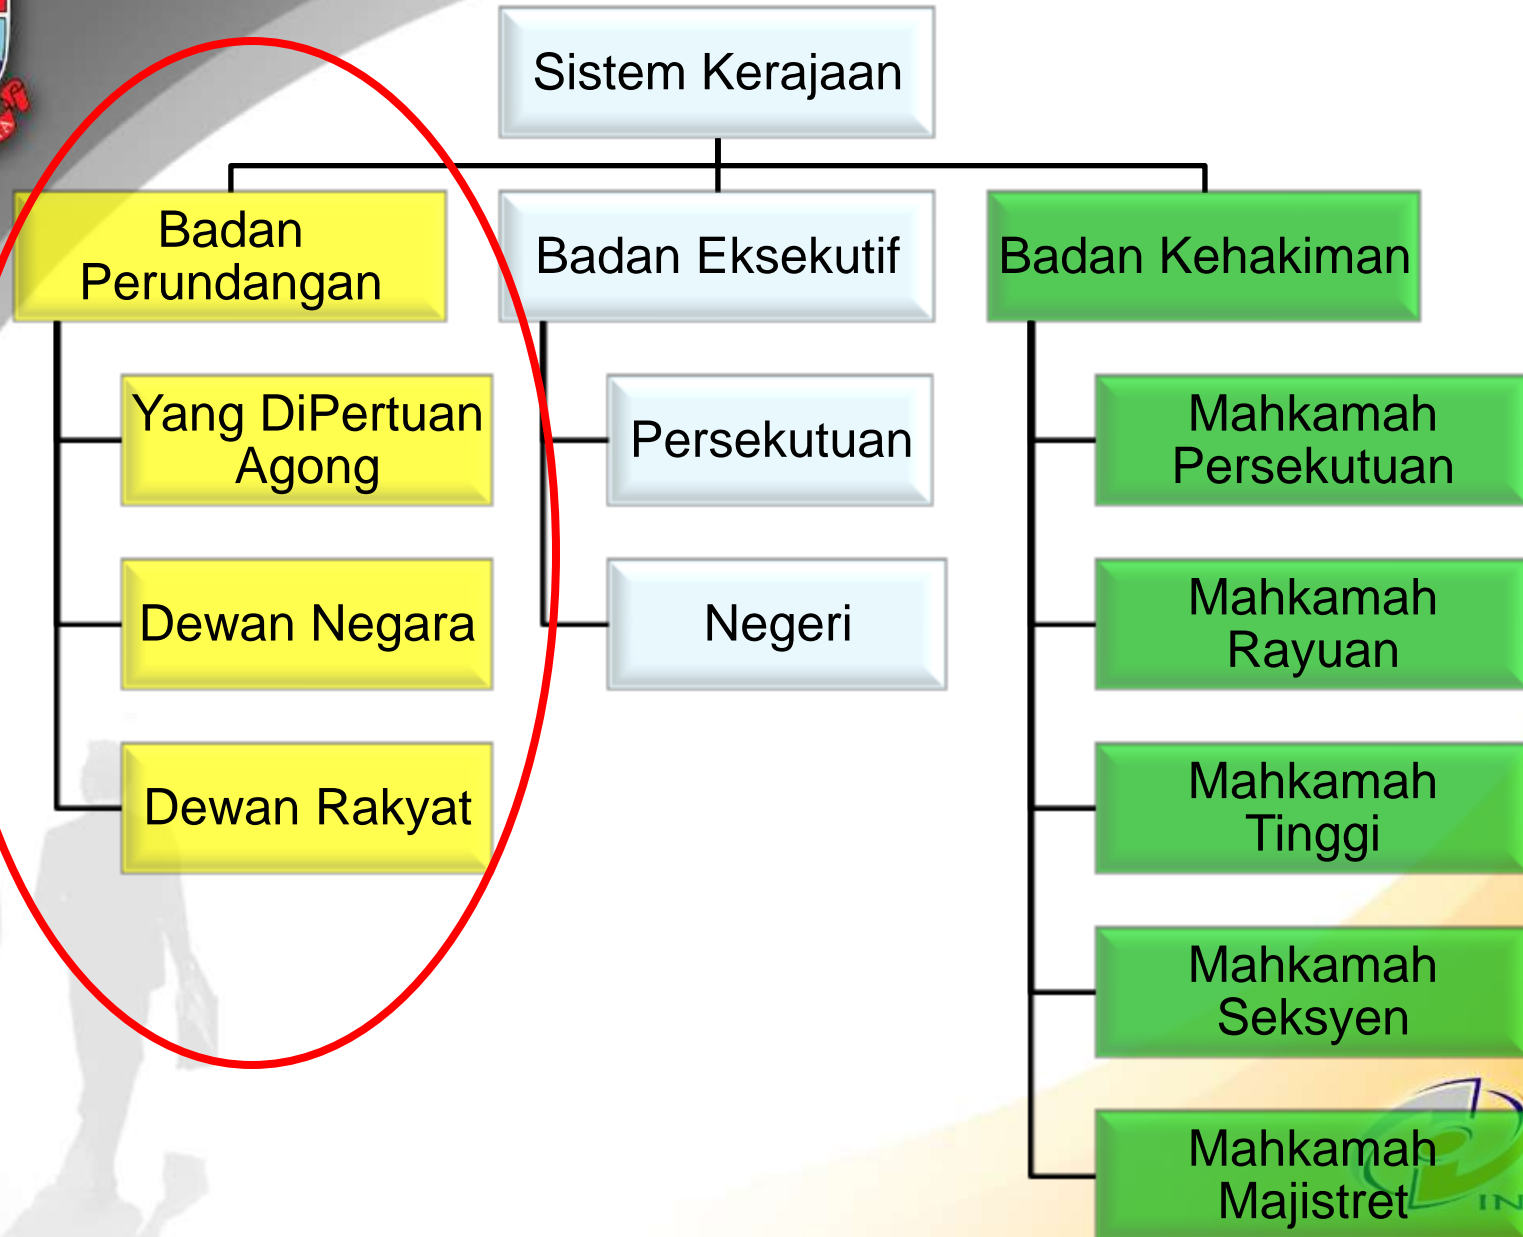 Sistem Kerajaan
Badan
Perundangan
Yang DiPertuan
Agong
Dewan Negara
Dewan Rakyat
Badan Eksekutif
Persekutuan
Negeri
Badan Kehakiman
Mahkamah
Persekutuan
Mahkamah
Rayuan
Mahkamah
Tinggi
Mahkamah
Seksyen
Mahkamah
Majistret